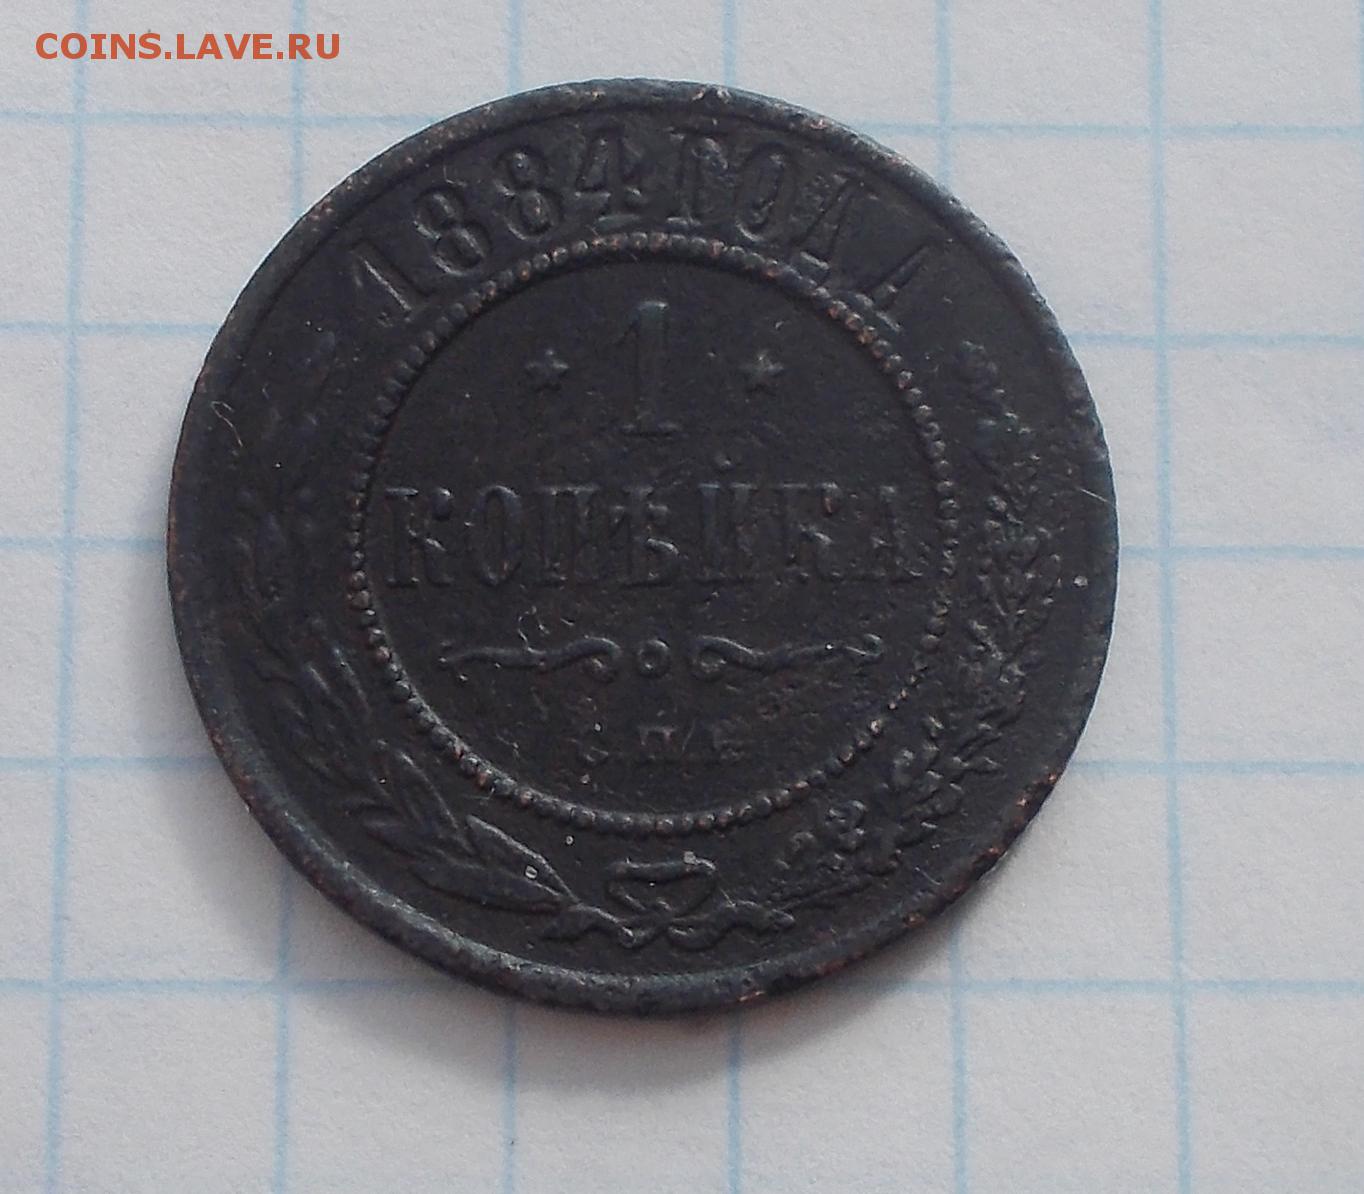 COINS.LAVE.RU
1884 ГОДА
1
КОПѢЙКА
С.П.Б.